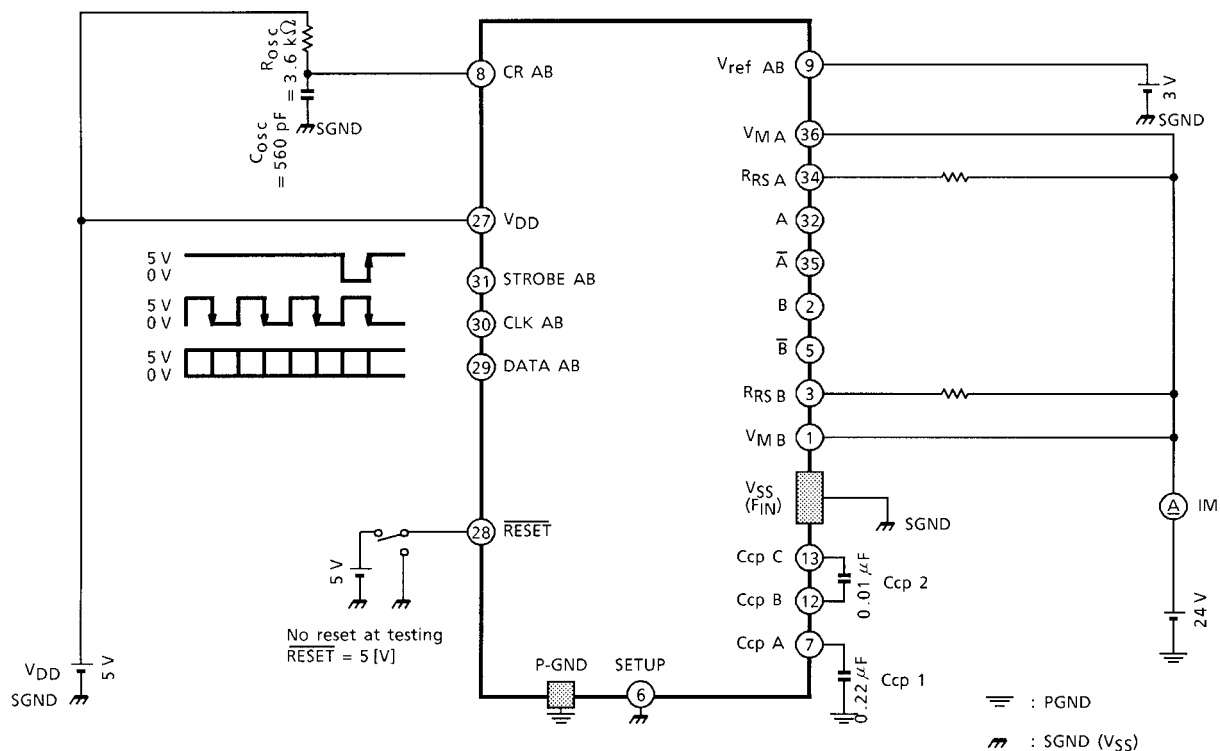 Rosc
= 3.6 kΩ
Cosc
= 560 pF
SGND
8
CR AB
27
VDD
5 V
0 V
31
STROBE AB
5 V
0 V
30
CLK AB
5 V
0 V
29
DATA AB
28
RESET
5 V
No reset at testing
RESET = 5 [V]
VDD
5 V
SGND
P-GND
SETUP
6
Vref AB
9
3 V
SGND
VM A
36
RRS A
34
A
32
A
35
B
2
B
5
RRS B
3
VM B
1
VSS
(FIN)
SGND
A
IM
Ccp C
13
0.01 μF
Ccp 2
Ccp B
12
24 V
Ccp A
7
0.22 μF
Ccp 1
: PGND
: SGND (VSS)